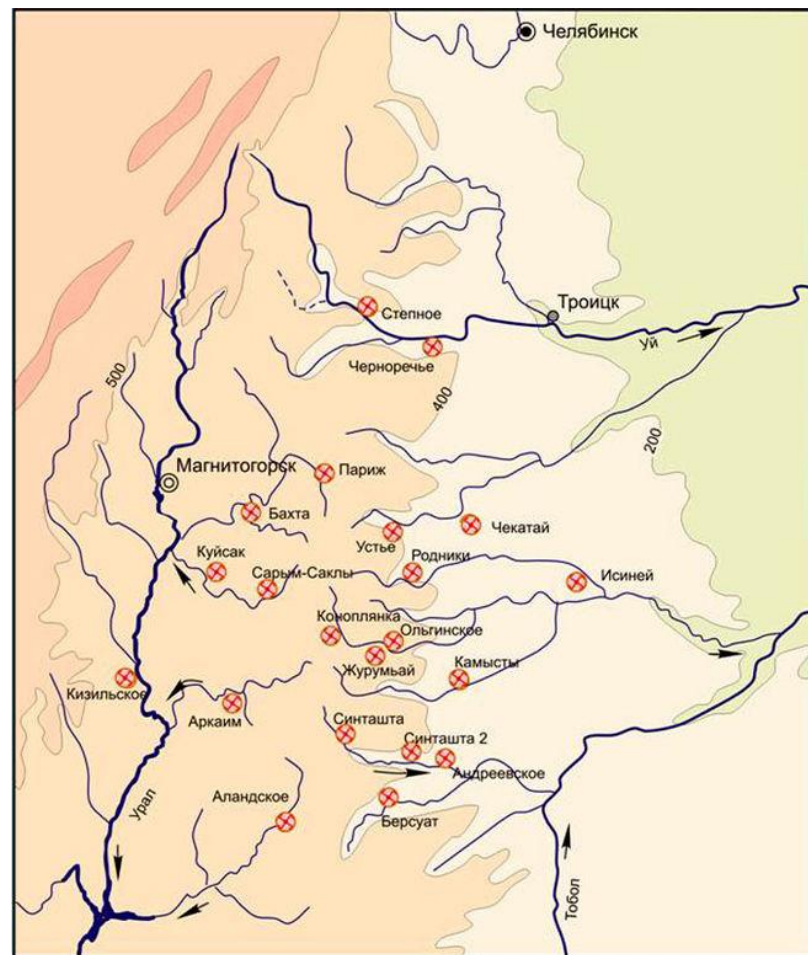 Челябинск
Степное
Троицк
Уй
Черноречье
500
400
200
Магнитогорск
Париж
Бахта
Чекатай
Устье
Куйсак
Родники
Сарым-Саклы
Исиней
Коноплянка
Ольгинское
Журумбай
Камысты
Кизильское
Аркаим
Синташта
Синташта 2
Андреевское
Урал
Аландское
Берсуат
Тобол